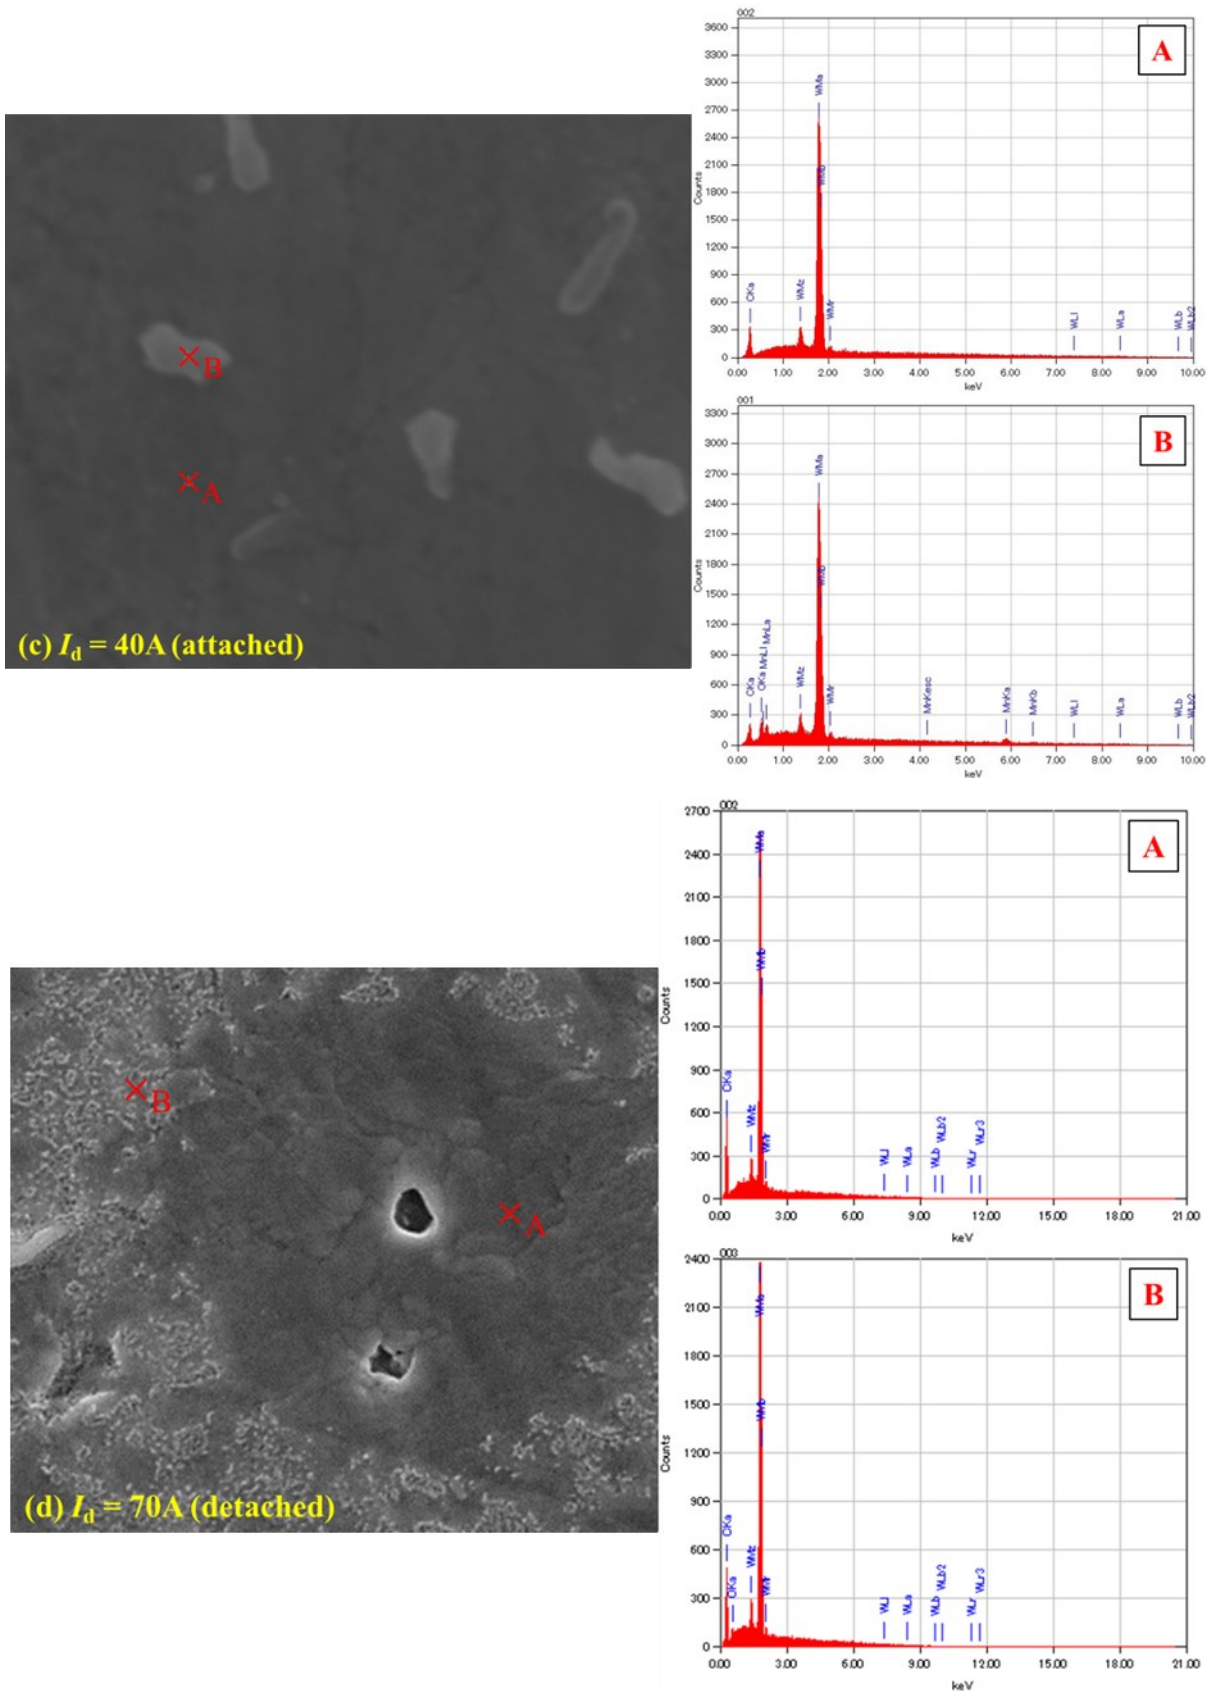 002
A
3600
3300
3000
2700
2400
2100
1800
1500
1200
900
600
300
0
Counts
CKa
WMz
WMa
WMb
WMr
WLl
WLa
WLb
WLb2
0.00 1.00 2.00 3.00 4.00 5.00 6.00 7.00 8.00 9.00 10.00
keV
B
A
(c) Id = 40A (attached)
001
B
3300
3000
2700
2400
2100
1800
1500
1200
900
600
300
0
Counts
CKa
OKa
MnLl
MnLa
WMz
WMa
WMb
WMr
MnKesc
MnKa
MnKb
WLl
WLa
WLb
WLb2
0.00 1.00 2.00 3.00 4.00 5.00 6.00 7.00 8.00 9.00 10.00
keV
002
A
2700
2400
2100
1800
1500
1200
900
600
300
0
Counts
CKa
WMz
WMa
WMb
WMr
WLl
WLa
WLb
WLb2
WLr
WLr3
0.00 3.00 6.00 9.00 12.00 15.00 18.00 21.00
keV
B
A
(d) Id = 70A (detached)
003
B
2400
2100
1800
1500
1200
900
600
300
0
Counts
CKa
OKa
WMz
WMa
WMb
WMr
WLl
WLa
WLb
WLb2
WLr
WLr3
0.00 3.00 6.00 9.00 12.00 15.00 18.00 21.00
keV